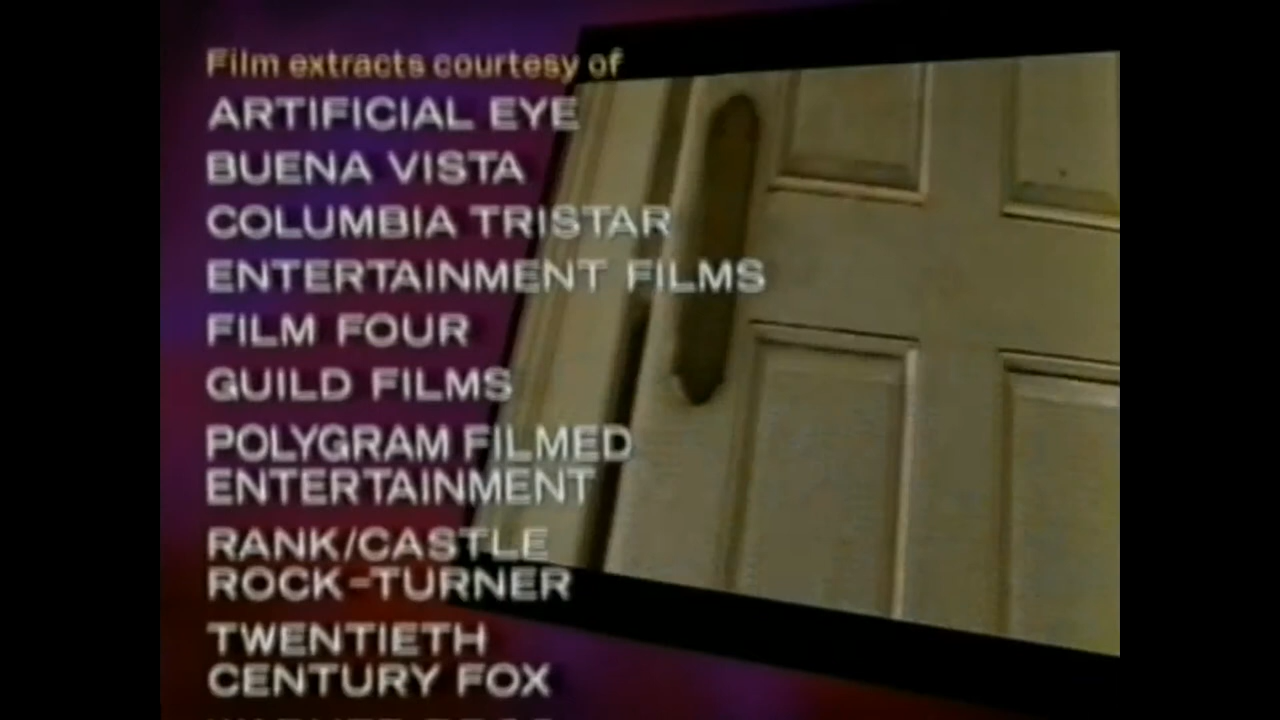 Film extracts courtesy of
ARTIFICIAL EYE
BUENA VISTA
COLUMBIA TRISTAR
ENTERTAINMENT FILMS
FILM FOUR
GUILD FILMS
POLYGRAM FILMED
ENTERTAINMENT
RANK/CASTLE
ROCK-TURNER
TWENTIETH
CENTURY FOX